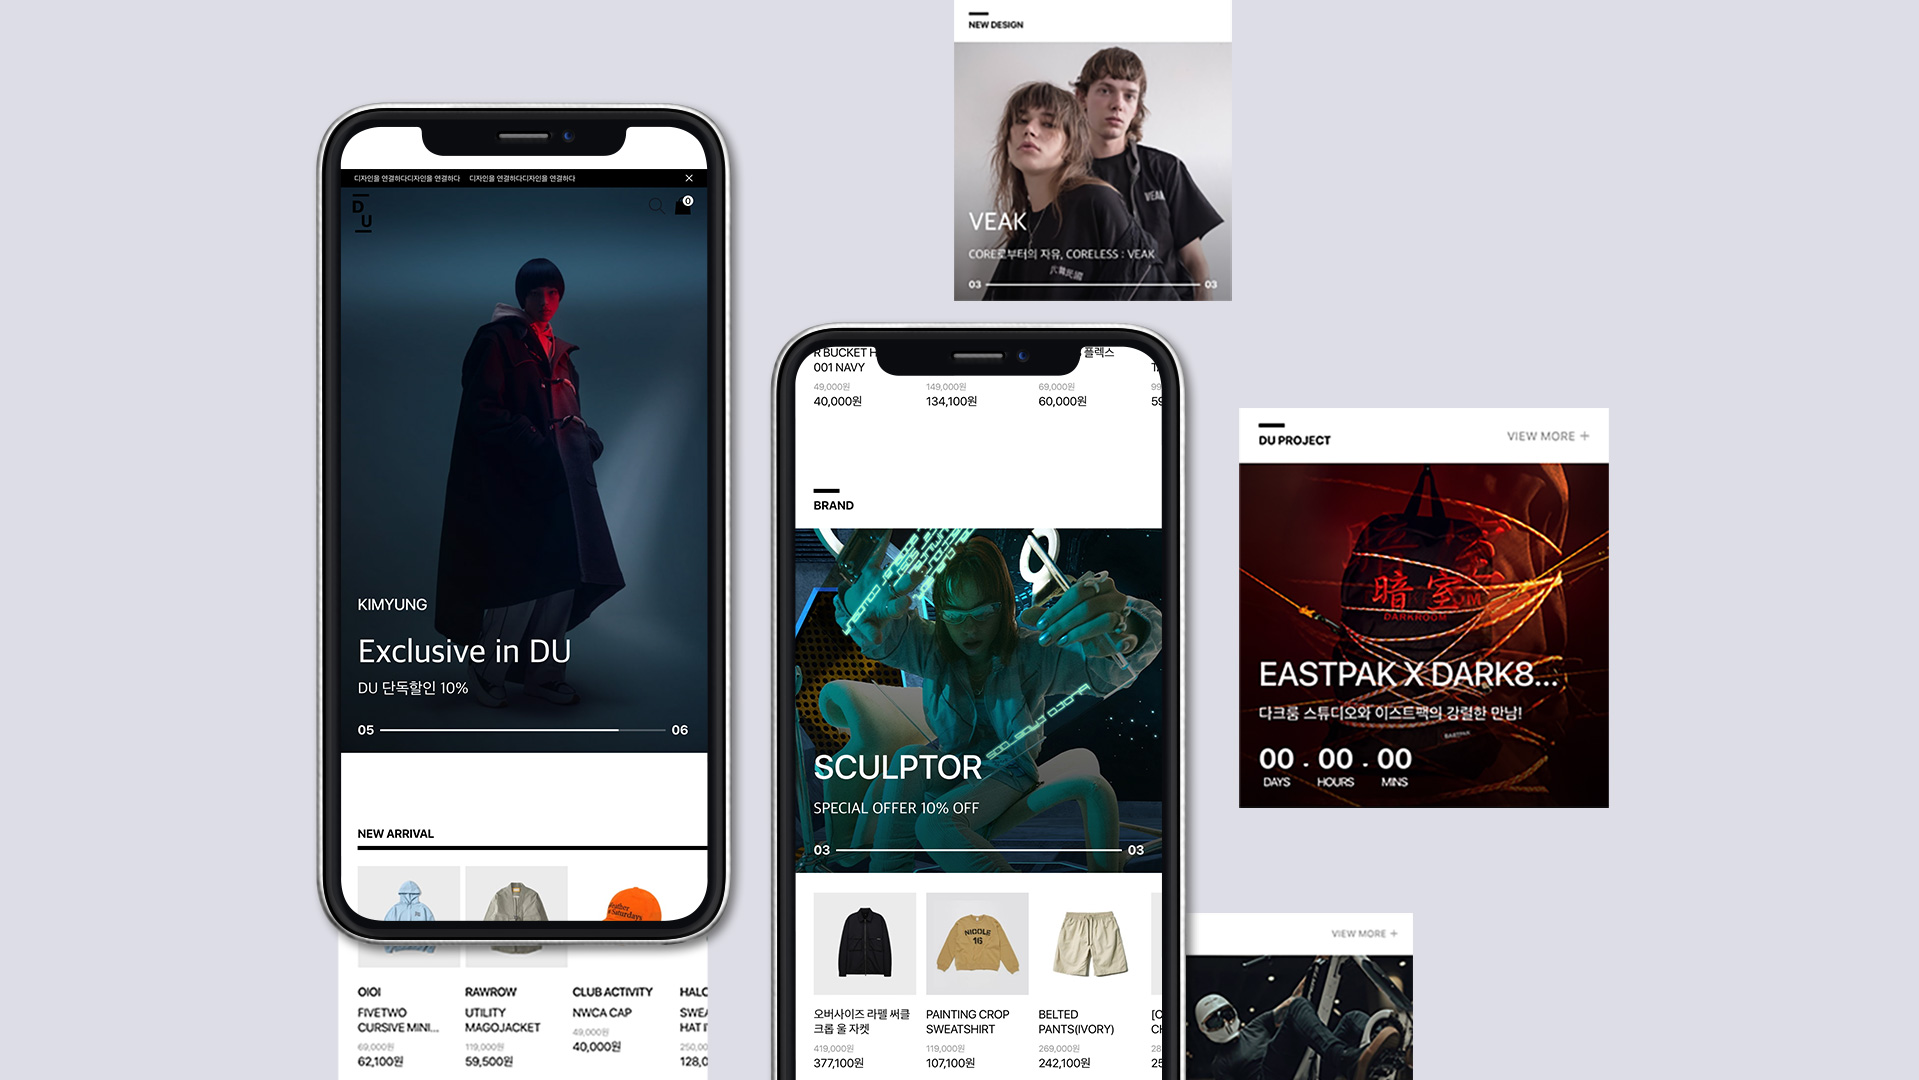 NEW DESIGN
VEAK
VEAK
CORE로부터의 자유, CORELESS : VEAK
03
03
디자인을 연결하다디자인을 연결하다 디자인을 연결하다디자인을 연결하다
D
U
0
KIMYUNG
Exclusive in DU
DU 단독할인 10%
05
06
NEW ARRIVAL
OIOI
FIVETWO
CURSIVE MINI...
69,000원
62,100원
RAWROW
UTILITY
MAGOJACKET
119,000원
59,500원
CLUB ACTIVITY
NWCA CAP
49,000원
40,000원
R BUCKET H
001 NAVY
49,000원
40,000원
149,000원
134,100원
플렉스
69,000원
60,000원
BRAND
SCULPTOR
SPECIAL OFFER 10% OFF
03
03
NICOLE
16
오버사이즈 라펠 써클
크롭 울 자켓
419,000원
377,100원
PAINTING CROP
SWEATSHIRT
119,000원
107,100원
BELTED
PANTS(IVORY)
269,000원
242,100원
DU PROJECT
VIEW MORE +
暗室
DARKROOM
EASTPAK X DARK8...
다크룸 스튜디오와 이스트팩의 강렬한 만남!
EASTPAK
00 . 00 . 00
DAYS HOURS MINS
VIEW MORE +